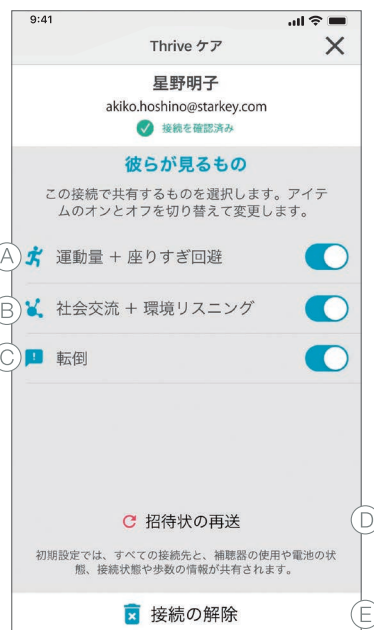 9:41
Thrive ケア
星野明子
akiko.hoshino@starkey.com
接続を確認済み
彼らが見るもの
この接続で共有するものを選択します。アイテ
ムのオンとオフを切り替えて変更します。
A 運動量 + 座りすぎ回避
B 社会交流 + 環境リスニング
C 転倒
招待状の再送 D
初期設定では、すべての接続先と、補聴器の使用や電池の状
態、接続状態や歩数の情報が共有されます。
接続の解除 E